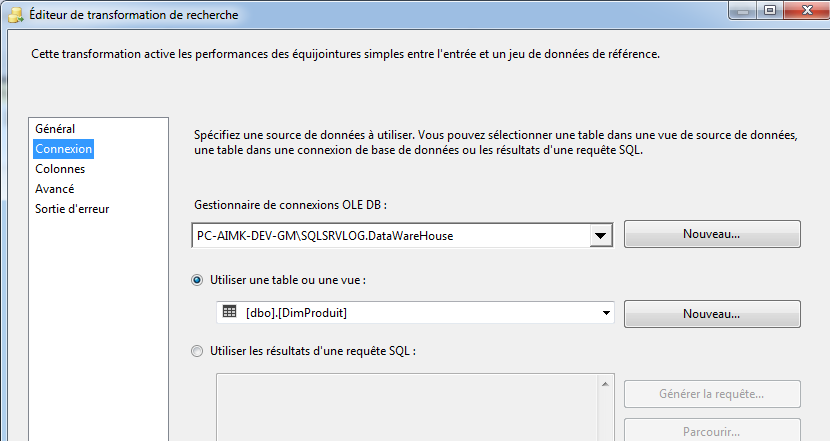 Éditeur de transformation de recherche
Cette transformation active les performances des équijointures simples entre l'entrée et un jeu de données de référence.
Général
Connexion
Colonnes
Avancé
Sortie d'erreur
Spécifiez une source de données à utiliser. Vous pouvez sélectionner une table dans une vue de source de données,
une table dans une connexion de base de données ou les résultats d'une requête SQL.
Gestionnaire de connexions OLE DB :
PC-AIMK-DEV-GM\SQLSRVLOG.DataWareHouse
Nouveau...
Utiliser une table ou une vue :
[dbo].[DimProduit]
Nouveau...
Utiliser les résultats d'une requête SQL :
Générer la requête...
Parcourir...